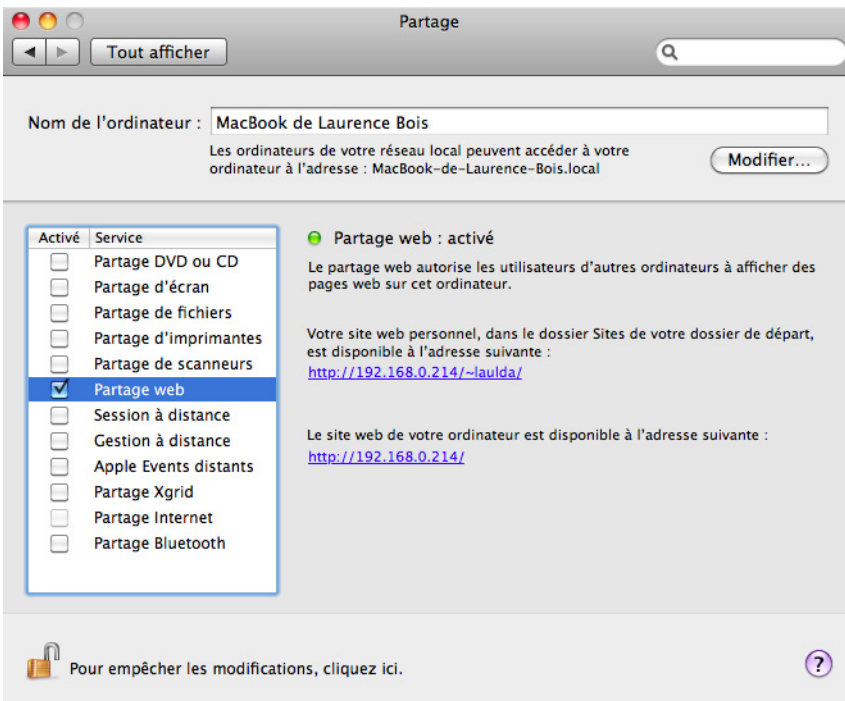 Partage
Tout afficher
Nom de l'ordinateur : MacBook de Laurence Bois
Les ordinateurs de votre réseau local peuvent accéder à votre
ordinateur à l'adresse : MacBook-de-Laurence-Bois.local
Modifier...
Activé Service
Partage DVD ou CD
Partage d'écran
Partage de fichiers
Partage d'imprimantes
Partage de scanneurs
Partage web
Session à distance
Gestion à distance
Apple Events distants
Partage Xgrid
Partage Internet
Partage Bluetooth
Partage web : activé
Le partage web autorise les utilisateurs d'autres ordinateurs à afficher des
pages web sur cet ordinateur.
Votre site web personnel, dans le dossier Sites de votre dossier de départ,
est disponible à l'adresse suivante :
http://192.168.0.214/~laulda/
Le site web de votre ordinateur est disponible à l'adresse suivante :
http://192.168.0.214/
Pour empêcher les modifications, cliquez ici.
?